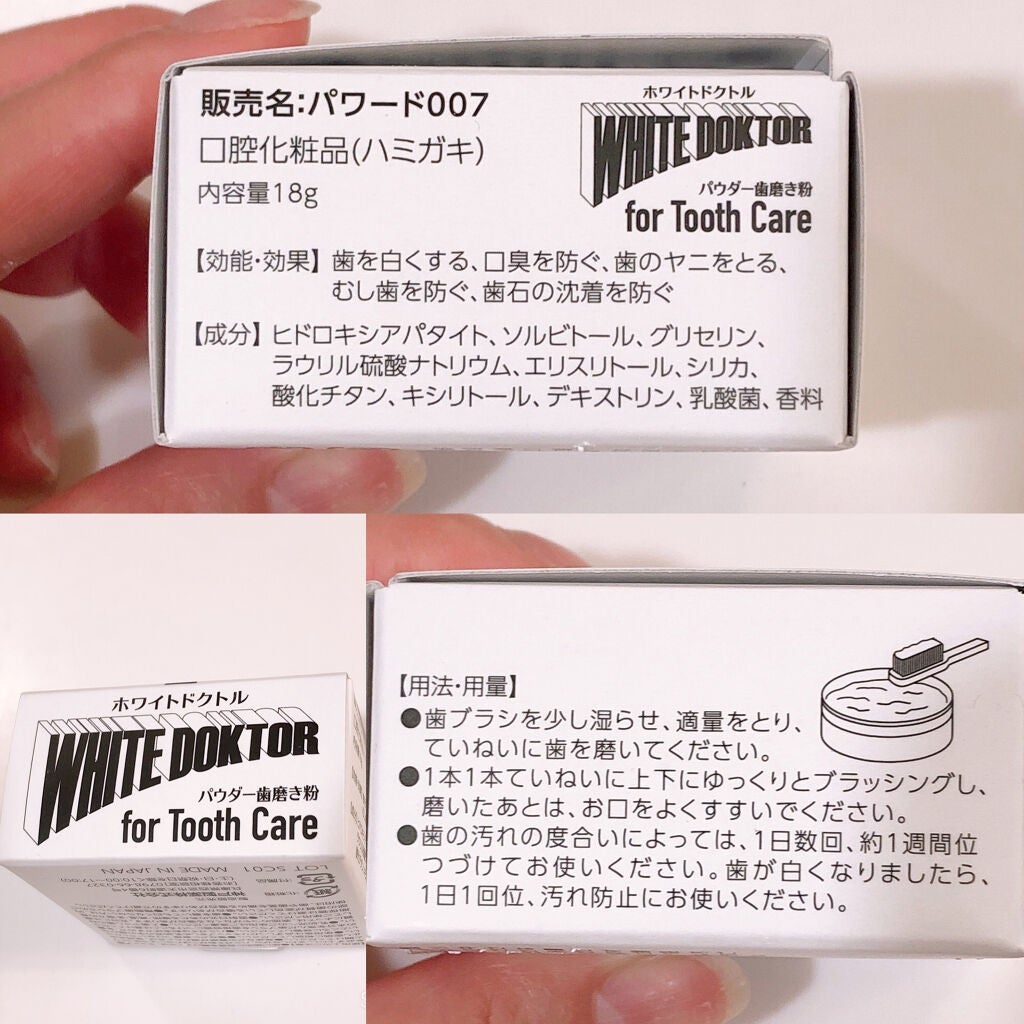 販売名:パワード007
口腔化粧品(ハミガキ)
内容量18g
ホワイトドクトル
WHITE DOKTOR
パウダー歯磨き粉
for Tooth Care
【効能・効果】歯を白くする、口臭を防ぐ、歯のヤニをとる、
むし歯を防ぐ、歯石の沈着を防ぐ
【成分】ヒドロキシアパタイト、ソルビトール、グリセリン、
ラウリル硫酸ナトリウム、エリスリトール、シリカ、
酸化チタン、キシリトール、デキストリン、乳酸菌、香料
ホワイトドクトル
WHITE DOKTOR
パウダー歯磨き粉
for Tooth Care
LOT SC01 MADE IN JAPAN
【用法・用量】
●歯ブラシを少し湿らせ、適量をとり、
ていねいに歯を磨いてください。
●1本1本ていねいに上下にゆっくりとブラッシングし、
磨いたあとは、お口をよくすすいでください。
●歯の汚れの度合いによっては、1日数回、約1週間位
つづけてお使いください。歯が白くなりましたら、
1日1回位、汚れ防止にお使いください。